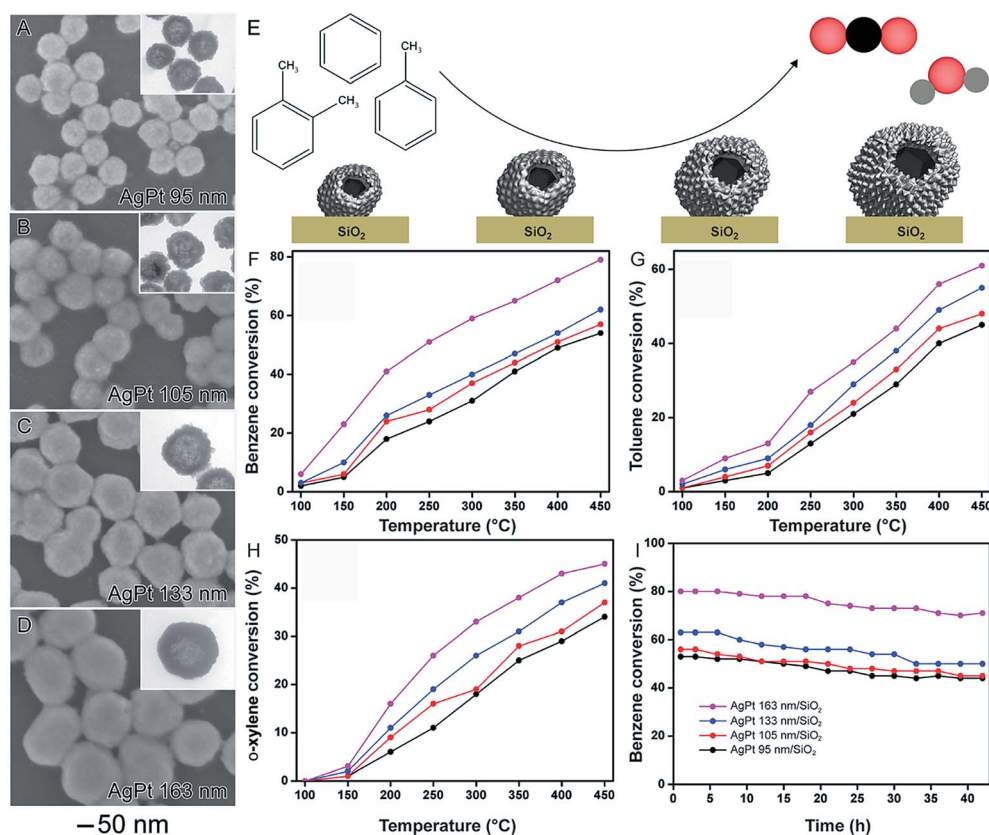 A
AgPt 95 nm
B
AgPt 105 nm
C
AgPt 133 nm
D
AgPt 163 nm
50 nm
E
CH₃
CH₃
CH₃
SiO₂
SiO₂
SiO₂
SiO₂
F
Benzene conversion (%)
80
60
40
20
0
100 150 200 250 300 350 400 450
Temperature (°C)
G
Toluene conversion (%)
60
40
20
0
100 150 200 250 300 350 400 450
Temperature (°C)
H
o-xylene conversion (%)
50
40
30
20
10
0
100 150 200 250 300 350 400 450
Temperature (°C)
I
Benzene conversion (%)
100
80
60
40
20
0
AgPt 163 nm/SiO₂
AgPt 133 nm/SiO₂
AgPt 105 nm/SiO₂
AgPt 95 nm/SiO₂
0 5 10 15 20 25 30 35 40
Time (h)